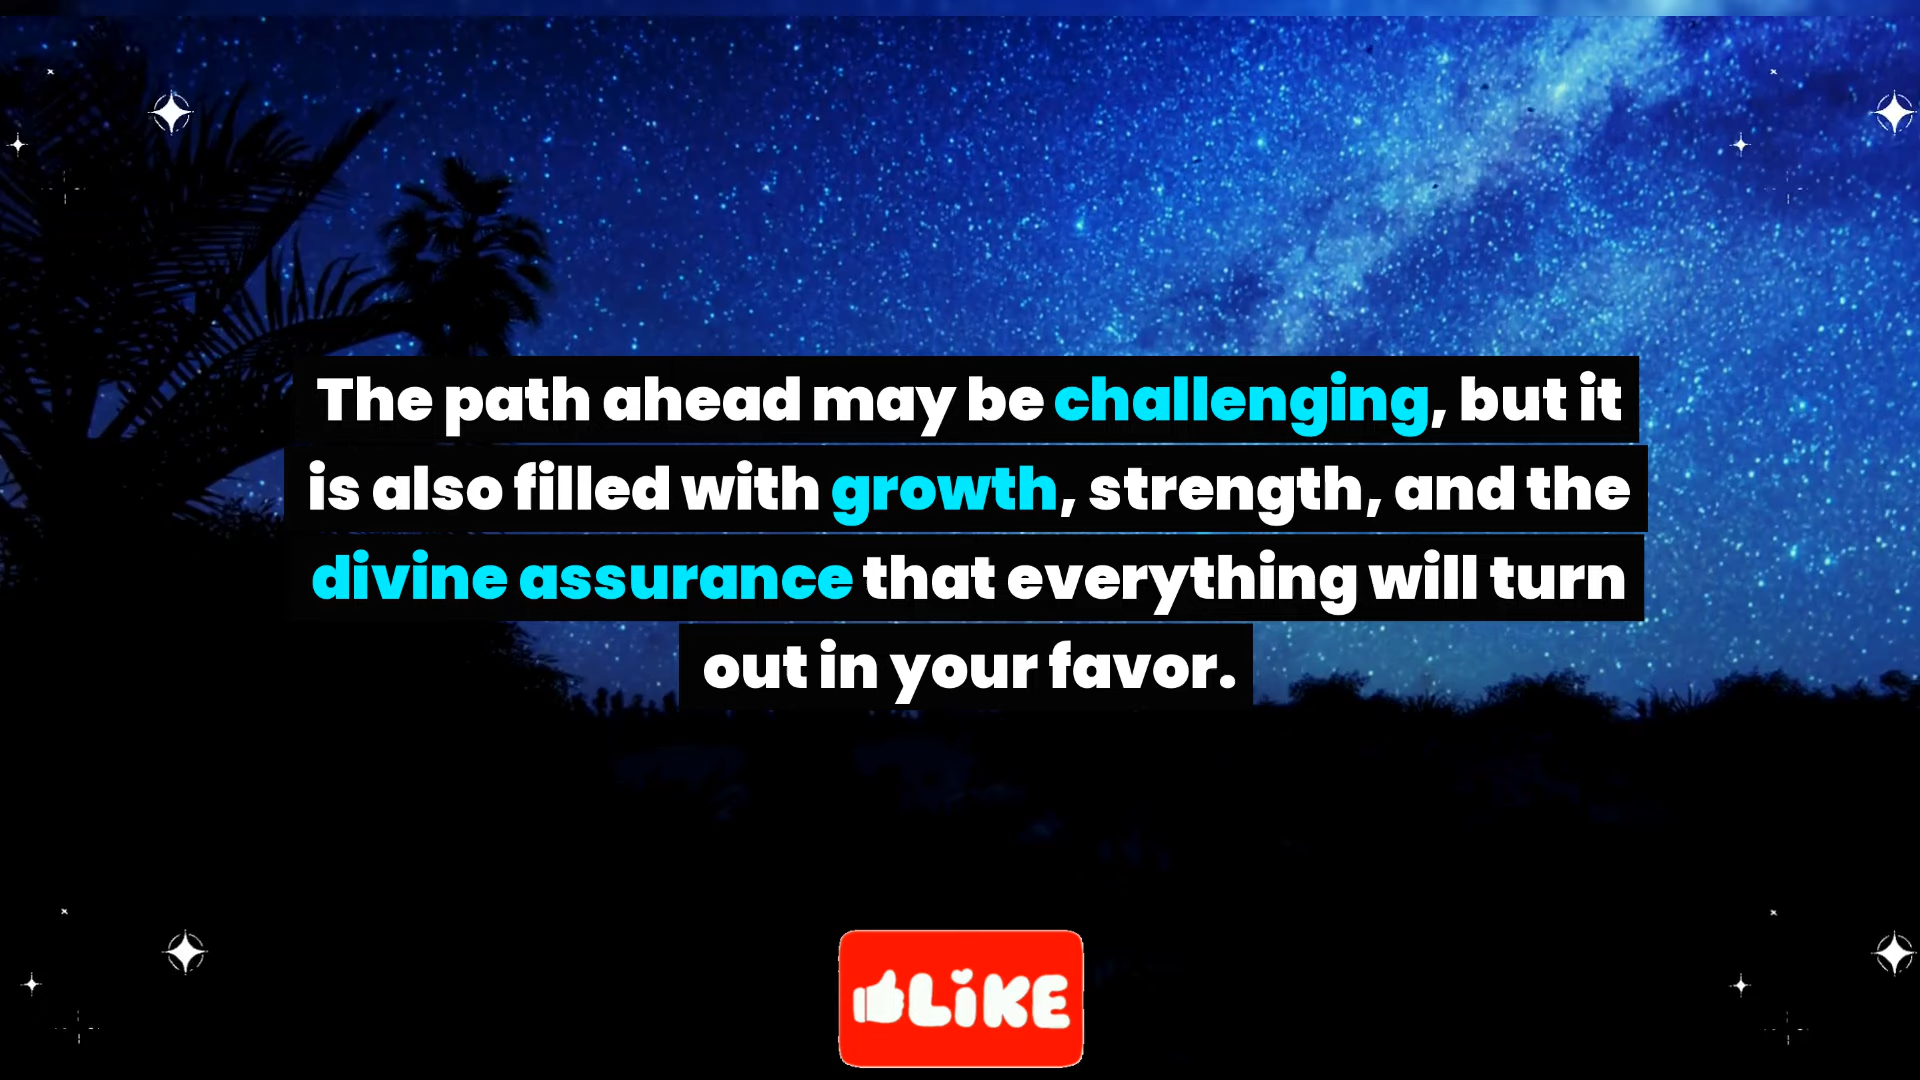 The path ahead may be challenging, but it
is also filled with growth, strength, and the
divine assurance that everything will turn
out in your favor.
LiKE